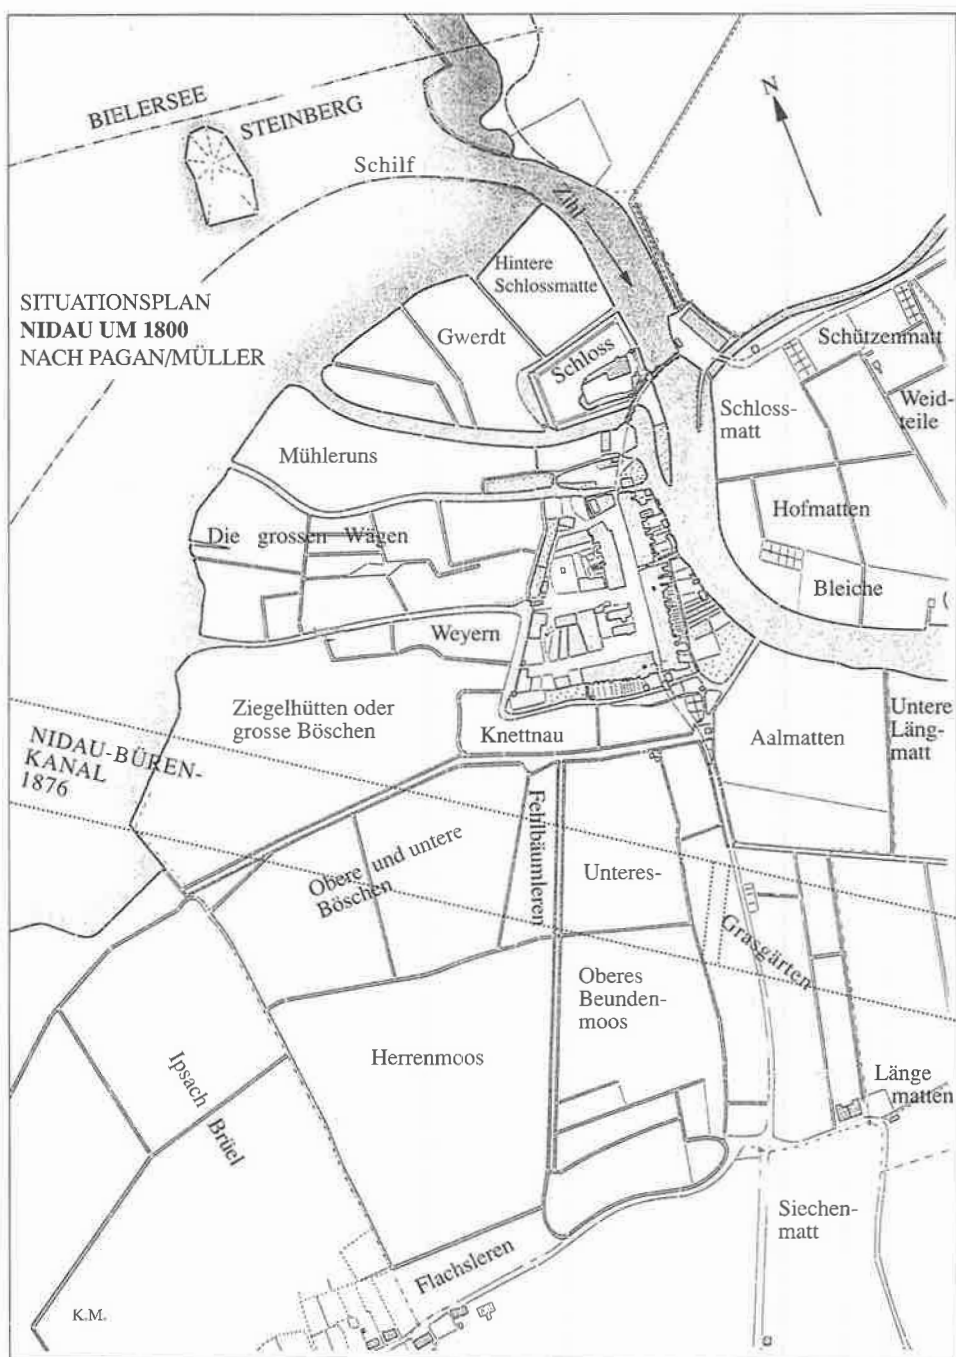 BIELERSEE
STEINBERG
N
Schilf
Zihl
Hintere
Schlossmatte
SITUATIONSPLAN
NIDAU UM 1800
NACH PAGAN/MÜLLER
Gwerdt
Schloss
Schützenmatt
Schloss-
matt
Weid-
teile
Mühleruns
Hofmatten
Die grossen Wägen
Bleiche
Weyern
Ziegelhütten oder
grosse Böschen
Knettnau
Aalmatten
Untere
Läng-
matt
NIDAU-BÜREN-
KANAL
1876
Fehlbäumleren
Obere und untere
Böschen
Unteres-
Grasgärten
Oberes
Beunden-
moos
Herrenmoos
Ipsach
Brüel
Länge
matten
Siechen-
matt
Flachsleren
K.M.